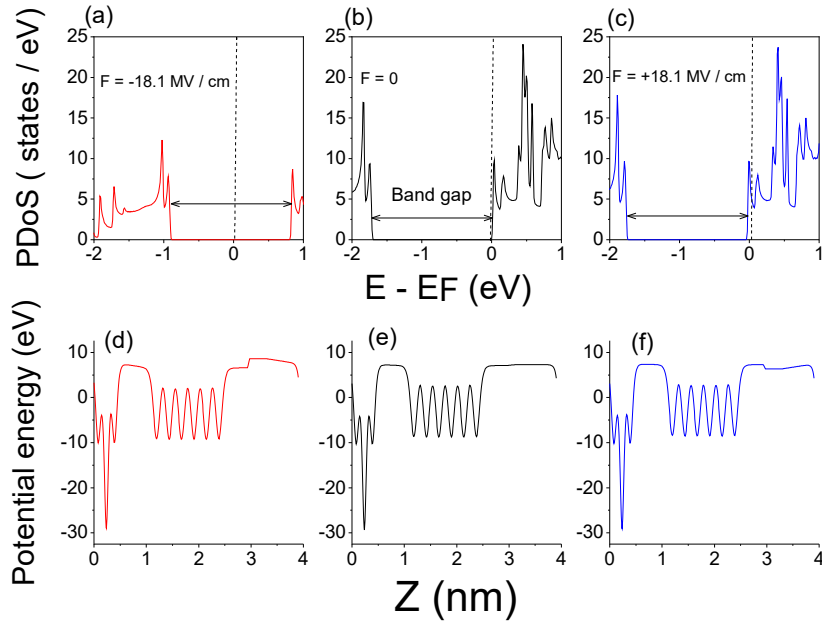 (a) (b) (c)
PDoS ( states / eV)
25 20 15 10 5 0
F = -18.1 MV / cm
-2 -1 0 1
25 20 15 10 5 0
F = 0
Band gap
-2 -1 0 1
25 20 15 10 5 0
F = +18.1 MV / cm
-2 -1 0 1
E - EF (eV)
Potential energy (eV)
(d) (e) (f)
10 0 -10 -20 -30
0 1 2 3 4
10 0 -10 -20 -30
0 1 2 3 4
10 0 -10 -20 -30
0 1 2 3 4
Z (nm)